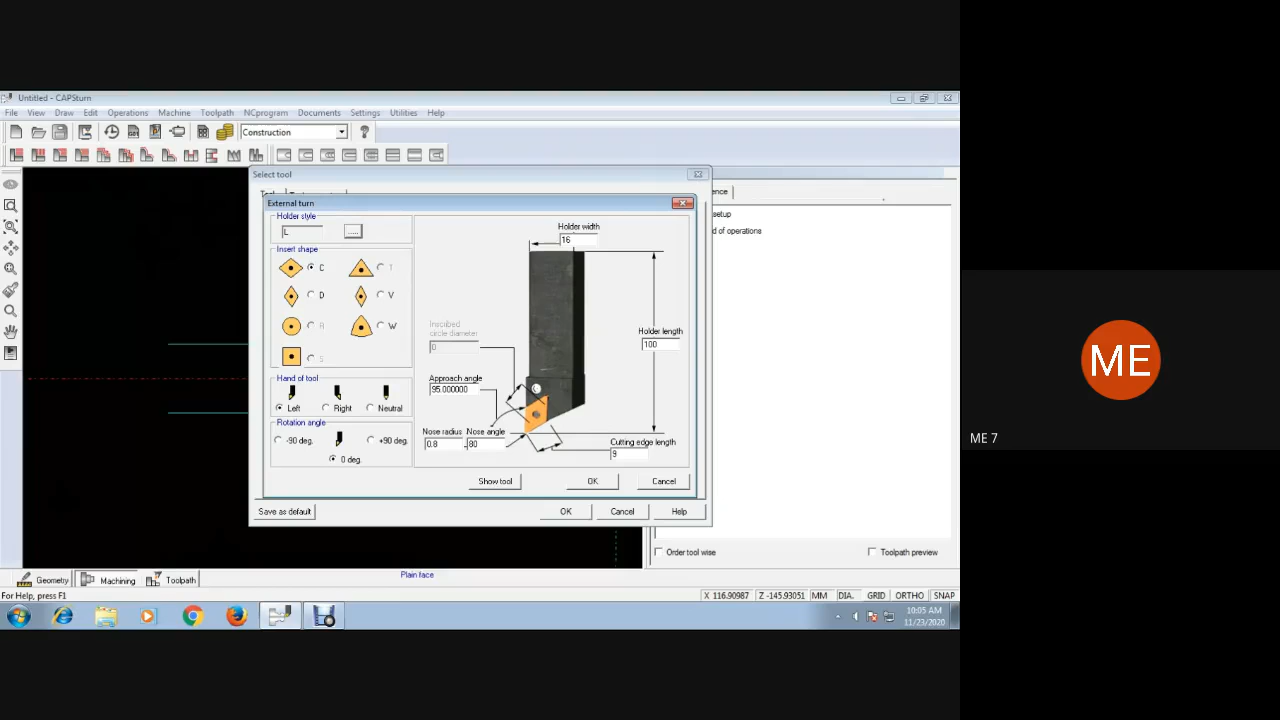 Untitled - CAPSturn
File View Draw Edit Operations Machine Toolpath NCprogram Documents Settings Utilities Help
Construction
Select tool
External turn
Holder style
L
.....
Insert shape
C
T
D
V
R
W
S
Hand of tool
Left
Right
Neutral
Rotation angle
-90 deg.
+90 deg.
0 deg.
Holder width
16
Holder length
100
Inscribed
circle diameter
0
Approach angle
95.000000
Nose radius
0.8
Nose angle
80
Cutting edge length
9
Show tool
OK
Cancel
Save as default
OK
Cancel
Help
ence
setup
d of operations
Order tool wise
Toolpath preview
Geometry
Machining
Toolpath
Plain face
For Help, press F1
X 116.90987 Z -145.93051 MM DIA. GRID ORTHO SNAP
10:05 AM
11/23/2020
ME
ME 7